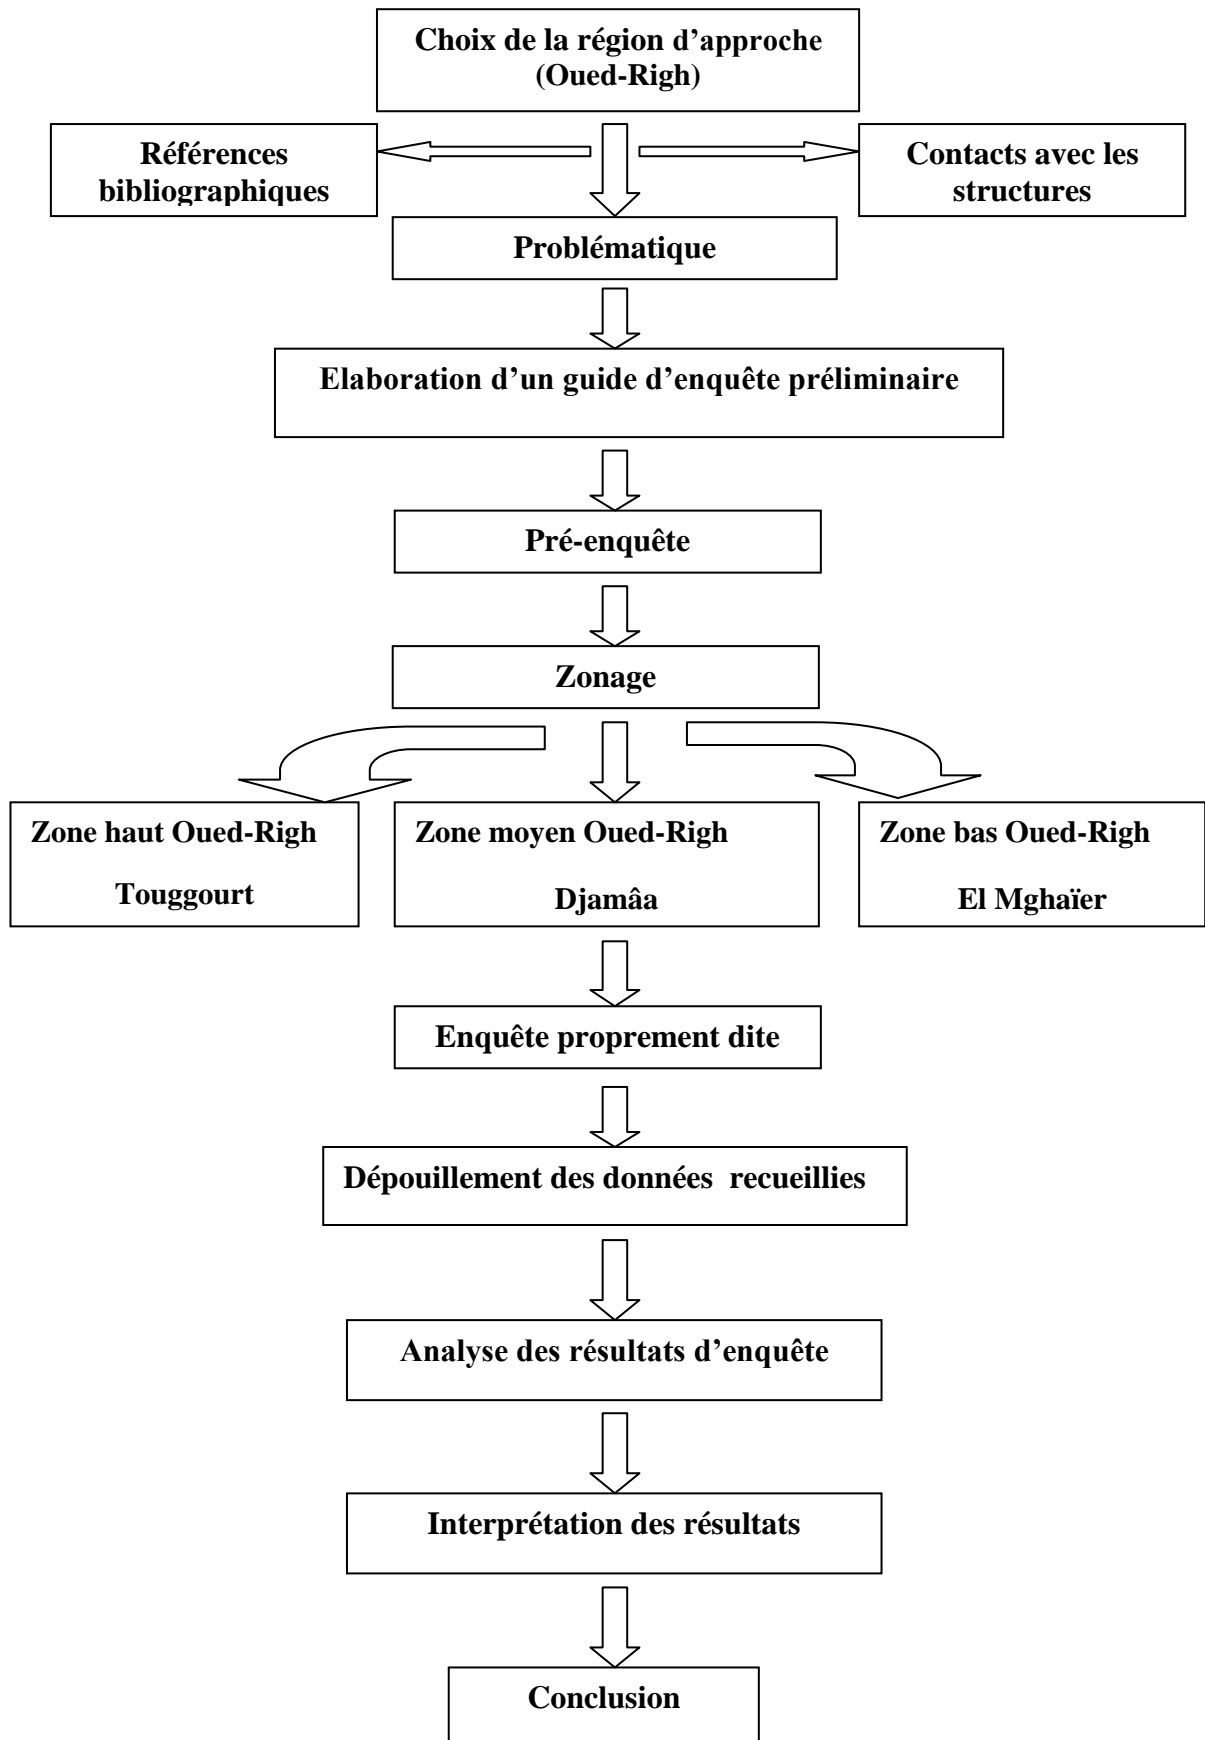 Choix de la région d’approche
(Oued-Righ)
Références
bibliographiques
Contacts avec les
structures
Problématique
Elaboration d’un guide d’enquête préliminaire
Pré-enquête
Zonage
Zone haut Oued-Righ
Touggourt
Zone moyen Oued-Righ
Djamâa
Zone bas Oued-Righ
El Mghaïer
Enquête proprement dite
Dépouillement des données recueillies
Analyse des résultats d’enquête
Interprétation des résultats
Conclusion